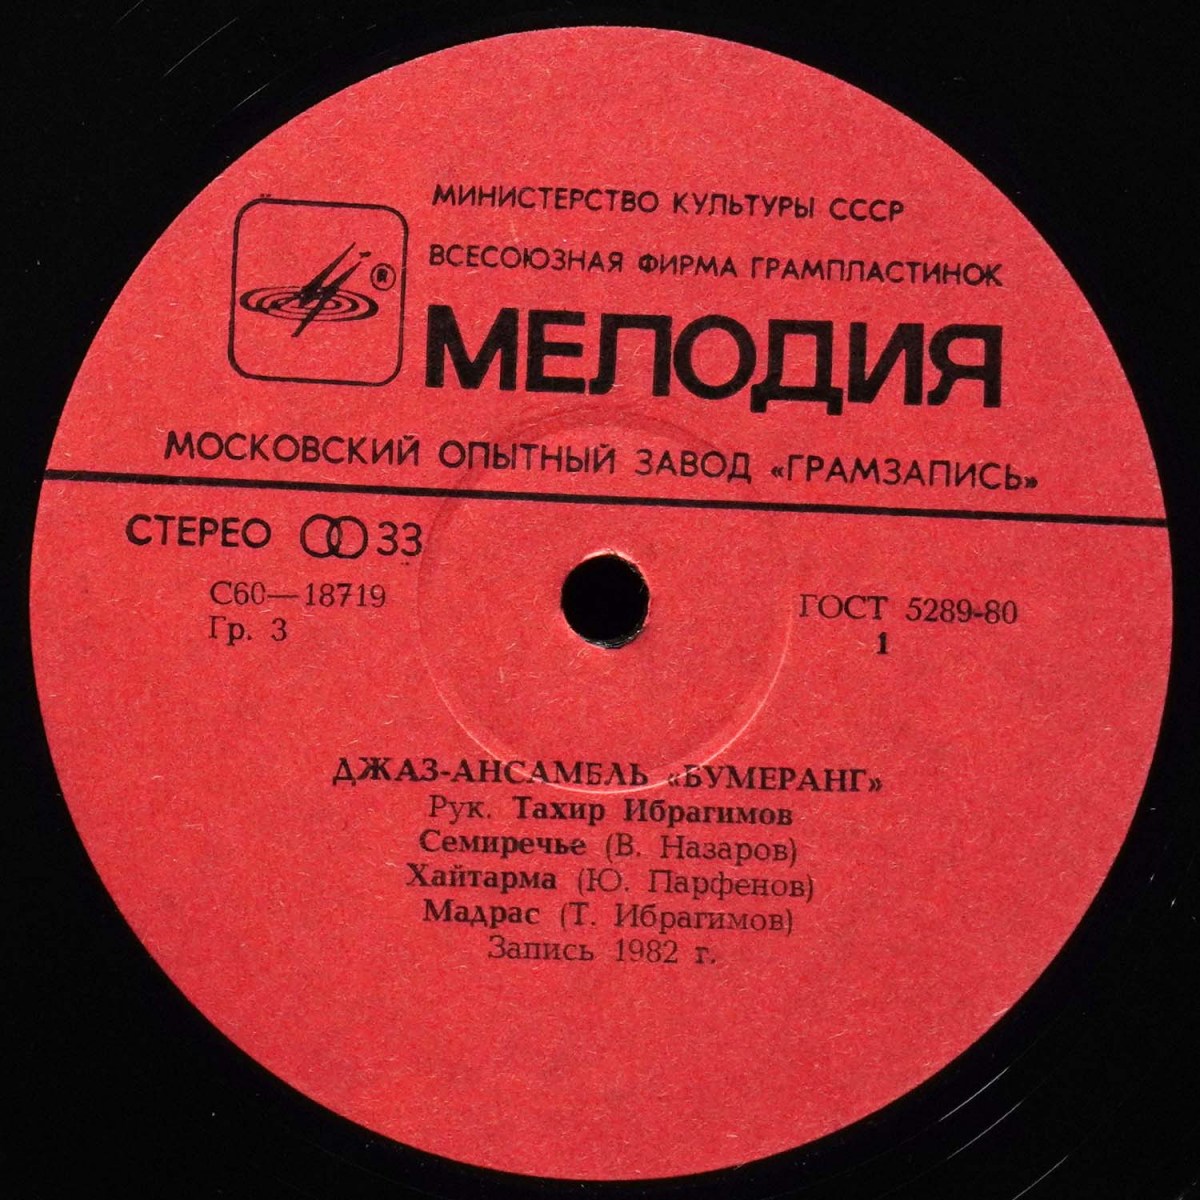 МИНИСТЕРСТВО КУЛЬТУРЫ СССР
ВСЕСОЮЗНАЯ ФИРМА ГРАМПЛАСТИНОК
®
МЕЛОДИЯ
МОСКОВСКИЙ ОПЫТНЫЙ ЗАВОД «ГРАМЗАПИСЬ»
СТЕРЕО 33
С60—18719
Гр. 3
ГОСТ 5289-80
1
ДЖАЗ-АНСАМБЛЬ «БУМЕРАНГ»
Рук. Тахир Ибрагимов
Семиречье (В. Назаров)
Хайтарма (Ю. Парфенов)
Мадрас (Т. Ибрагимов)
Запись 1982 г.